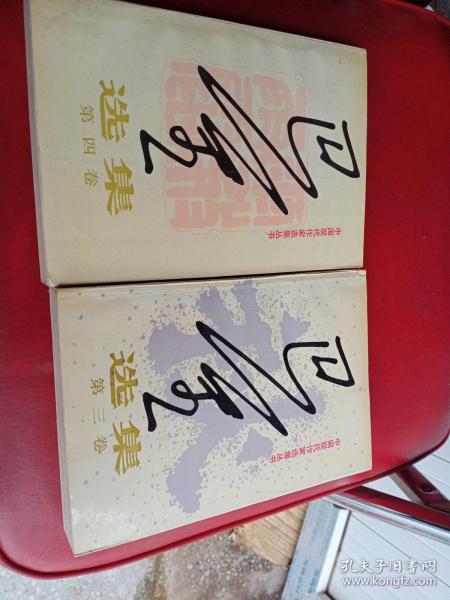 中国现代作家选集丛书
巴金
选集
第四卷
中国现代作家选集丛书
巴金
选集
第三卷
孔夫子旧书网
www.kongfz.com